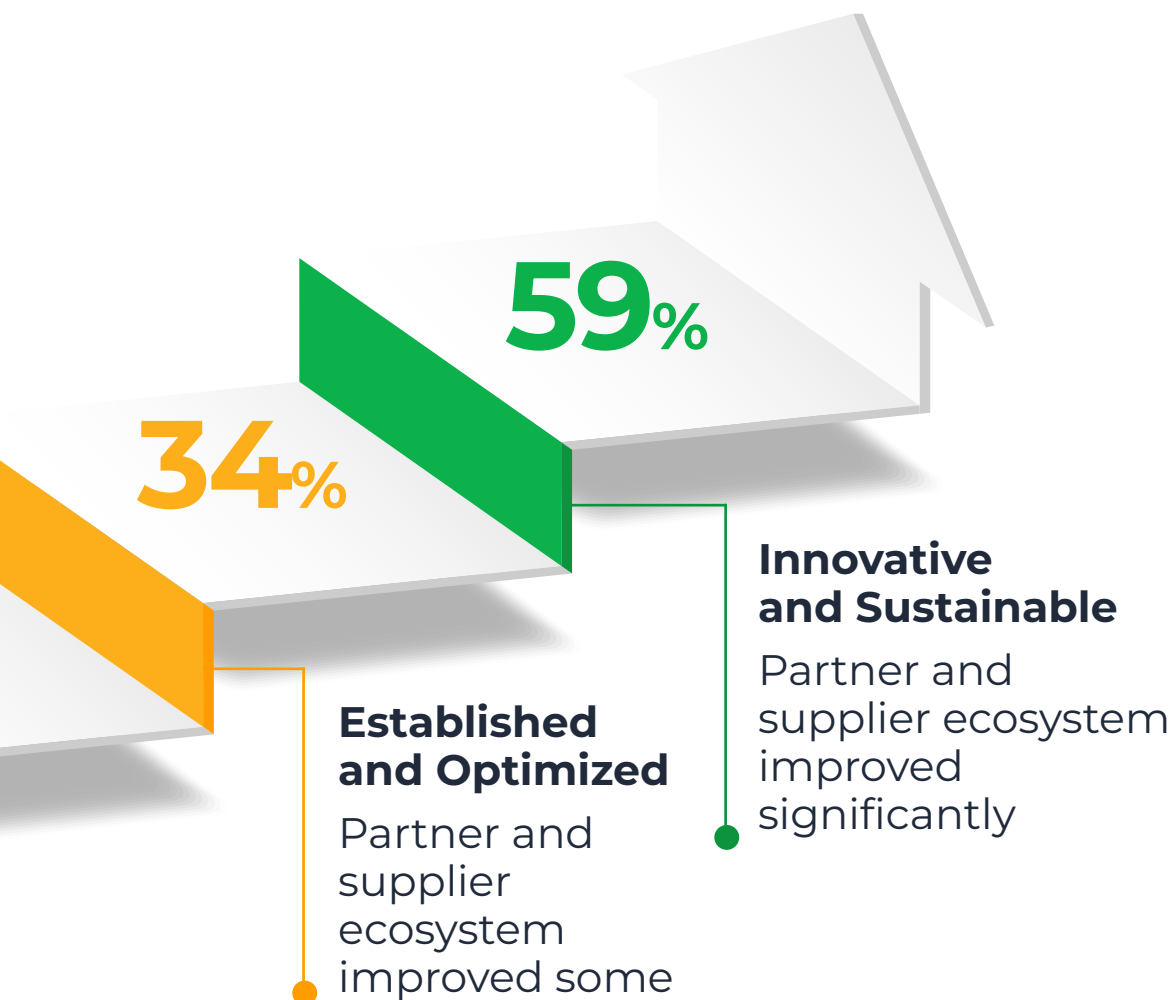 59%
34%
Innovative
and Sustainable
Partner and
supplier ecosystem
improved
significantly
Established
and Optimized
Partner and
supplier
ecosystem
improved some